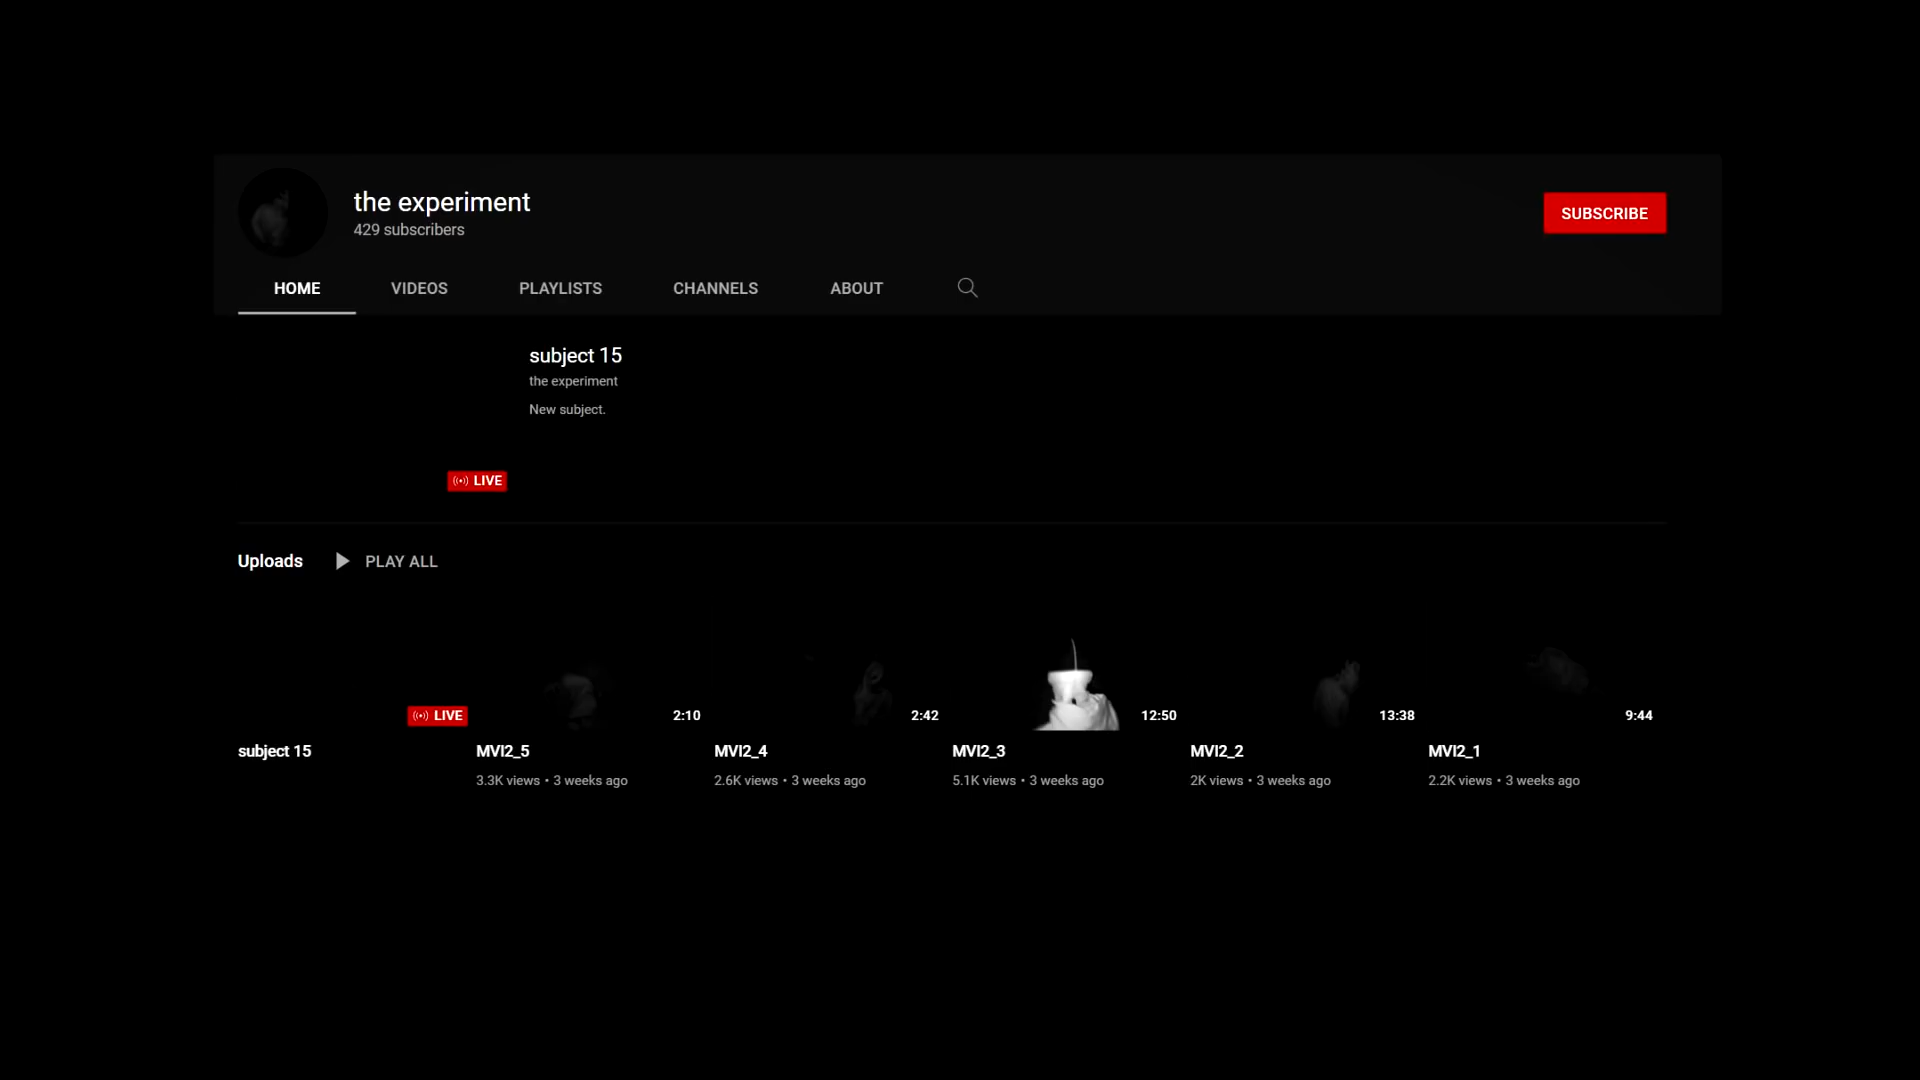 the experiment
429 subscribers
SUBSCRIBE
HOME VIDEOS PLAYLISTS CHANNELS ABOUT
subject 15
the experiment
New subject.
LIVE
Uploads PLAY ALL
LIVE 2:10 2:42 12:50 13:38 9:44
subject 15 MVI2_5 MVI2_4 MVI2_3 MVI2_2 MVI2_1
3.3K views • 3 weeks ago 2.6K views • 3 weeks ago 5.1K views • 3 weeks ago 2K views • 3 weeks ago 2.2K views • 3 weeks ago